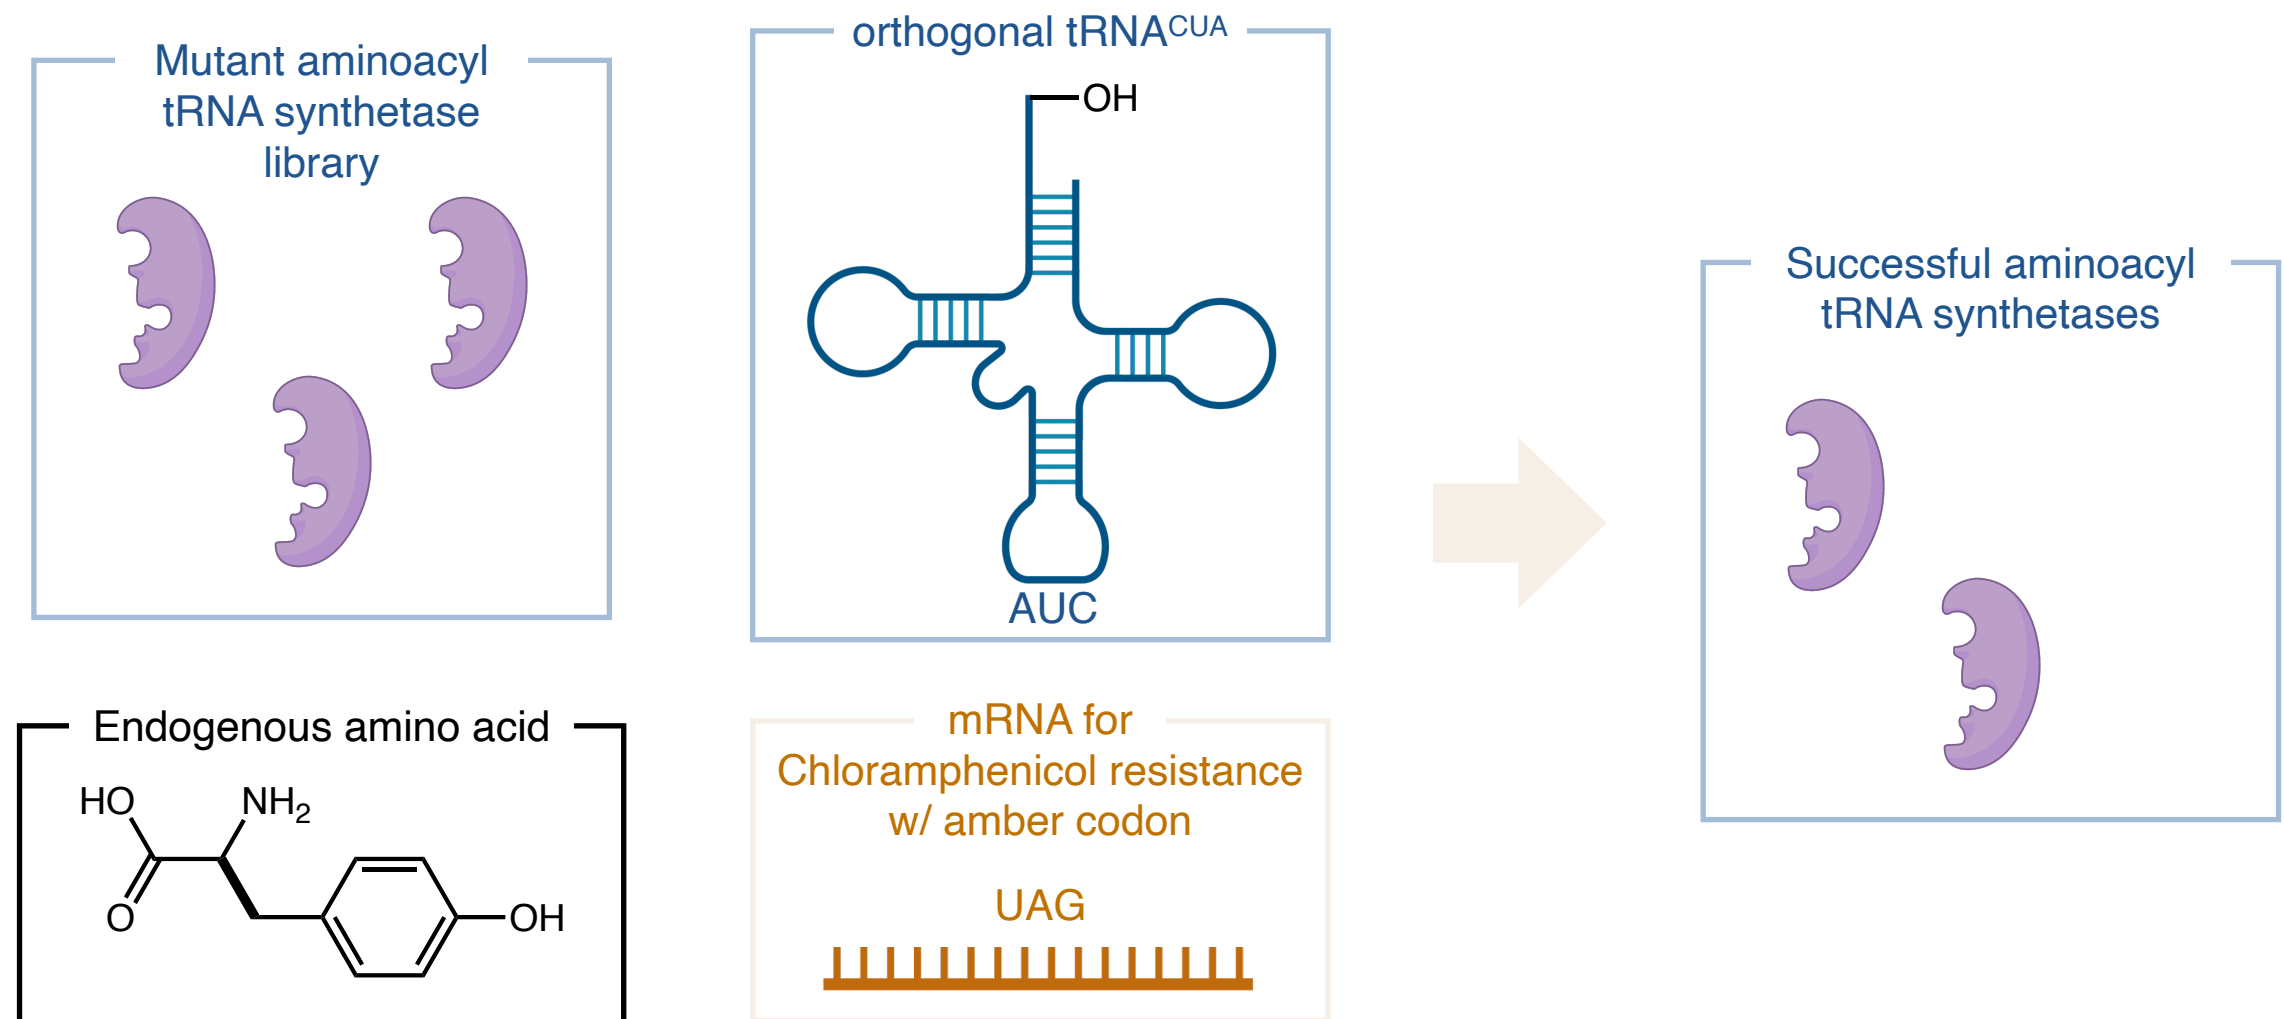 Mutant aminoacyl
tRNA synthetase
library
orthogonal tRNACUA
OH
AUC
Successful aminoacyl
tRNA synthetases
Endogenous amino acid
HO
NH2
O
OH
mRNA for
Chloramphenicol resistance
w/ amber codon
UAG